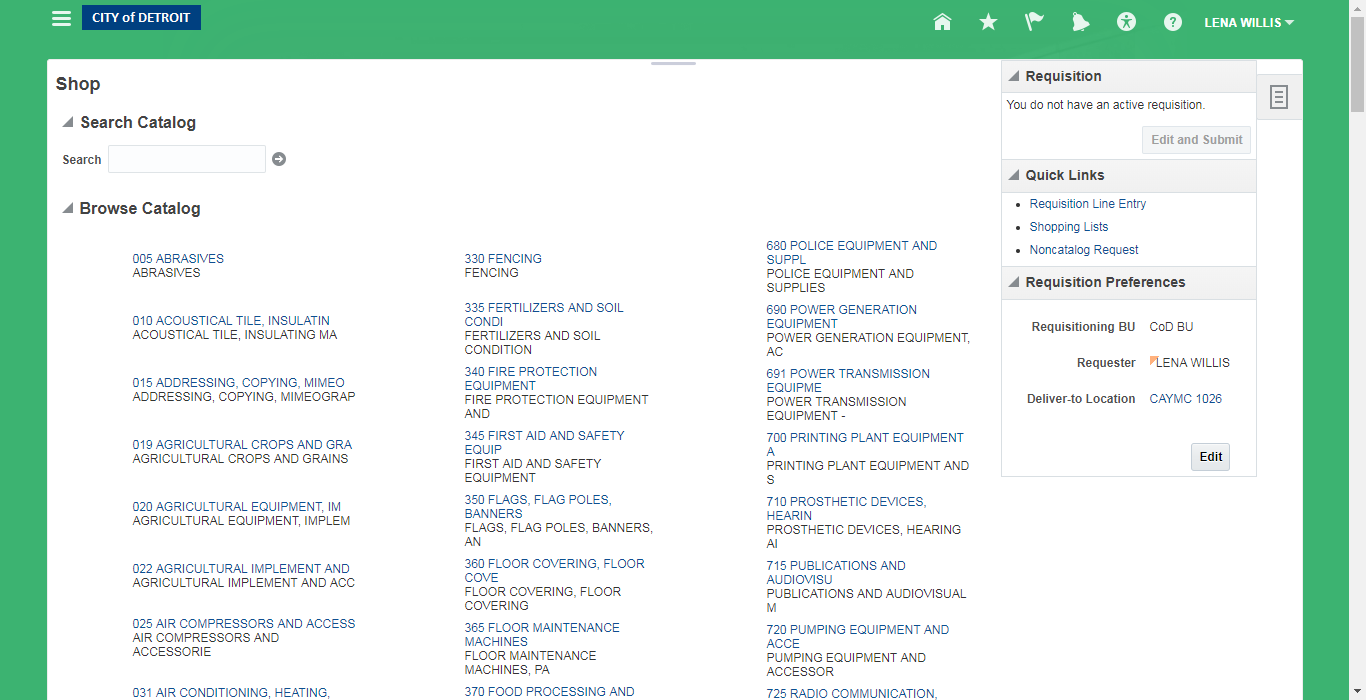 CITY of DETROIT
LENA WILLIS
Shop
Search Catalog
Search
Browse Catalog
005 ABRASIVES
ABRASIVES
010 ACOUSTICAL TILE, INSULATIN
ACOUSTICAL TILE, INSULATING MA
015 ADDRESSING, COPYING, MIMEO
ADDRESSING, COPYING, MIMEOGRAP
019 AGRICULTURAL CROPS AND GRA
AGRICULTURAL CROPS AND GRAINS
020 AGRICULTURAL EQUIPMENT, IM
AGRICULTURAL EQUIPMENT, IMPLEM
022 AGRICULTURAL IMPLEMENT AND
AGRICULTURAL IMPLEMENT AND ACC
025 AIR COMPRESSORS AND ACCESS
AIR COMPRESSORS AND
ACCESSORIE
031 AIR CONDITIONING, HEATING,
330 FENCING
FENCING
335 FERTILIZERS AND SOIL
CONDI
FERTILIZERS AND SOIL
CONDITION
340 FIRE PROTECTION
EQUIPMENT
FIRE PROTECTION EQUIPMENT
AND
345 FIRST AID AND SAFETY
EQUIP
FIRST AID AND SAFETY
EQUIPMENT
350 FLAGS, FLAG POLES,
BANNERS
FLAGS, FLAG POLES, BANNERS,
AN
360 FLOOR COVERING, FLOOR
COVE
FLOOR COVERING, FLOOR
COVERING
365 FLOOR MAINTENANCE
MACHINES
FLOOR MAINTENANCE
MACHINES, PA
370 FOOD PROCESSING AND
680 POLICE EQUIPMENT AND
SUPPL
POLICE EQUIPMENT AND
SUPPLIES
690 POWER GENERATION
EQUIPMENT
POWER GENERATION EQUIPMENT,
AC
691 POWER TRANSMISSION
EQUIPME
POWER TRANSMISSION
EQUIPMENT -
700 PRINTING PLANT EQUIPMENT
A
PRINTING PLANT EQUIPMENT AND
S
710 PROSTHETIC DEVICES,
HEARIN
PROSTHETIC DEVICES, HEARING
AI
715 PUBLICATIONS AND
AUDIOVISU
PUBLICATIONS AND AUDIOVISUAL
M
720 PUMPING EQUIPMENT AND
ACCE
PUMPING EQUIPMENT AND
ACCESSOR
725 RADIO COMMUNICATION,
Requisition
You do not have an active requisition.
Edit and Submit
Quick Links
Requisition Line Entry
Shopping Lists
Noncatalog Request
Requisition Preferences
Requisitioning BU CoD BU
Requester LENA WILLIS
Deliver-to Location CAYMC 1026
Edit